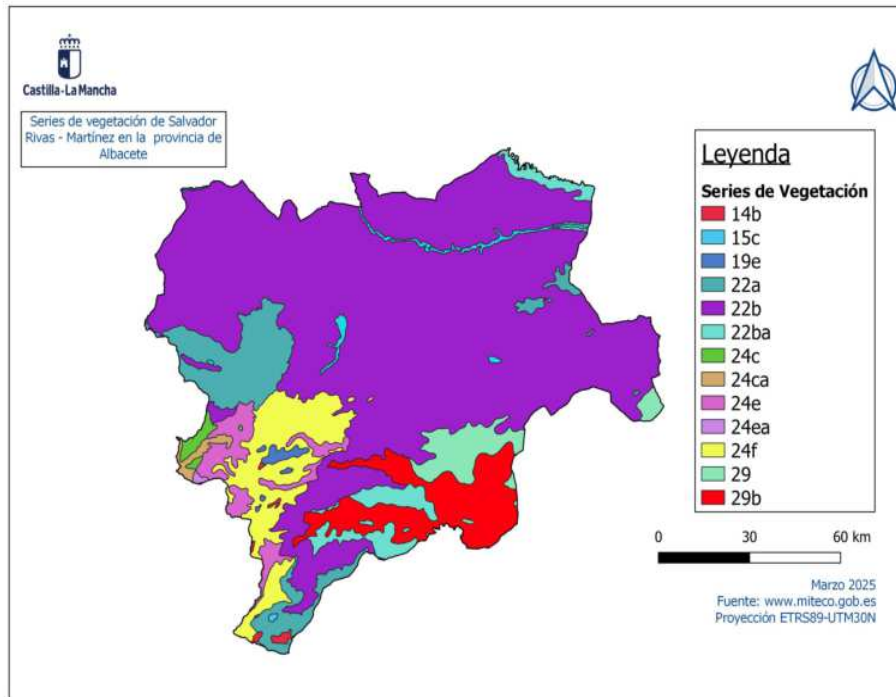 Castilla-La Mancha
Series de vegetación de Salvador
Rivas - Martínez en la provincia de
Albacete
Leyenda
Series de Vegetación
14b
15c
19e
22a
22b
22ba
24c
24ca
24e
24ea
24f
29
29b
0 30 60 km
Marzo 2025
Fuente: www.miteco.gob.es
Proyección ETRS89-UTM30N